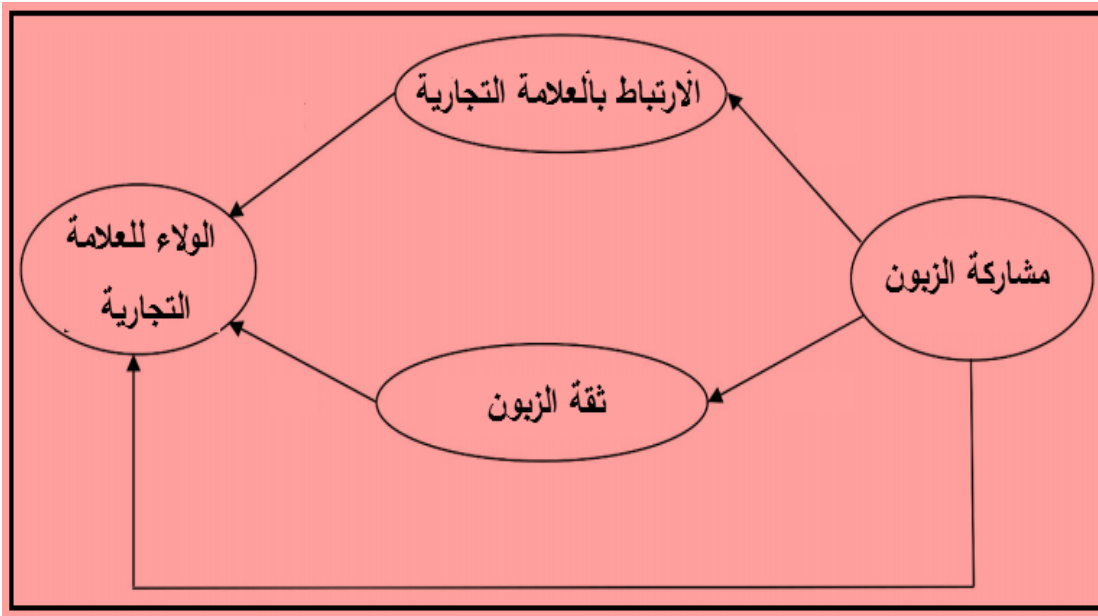 الارتباط بالعلامة التجارية
مشاركة الزبون
الولاء للعلامة
التجارية
ثقة الزبون